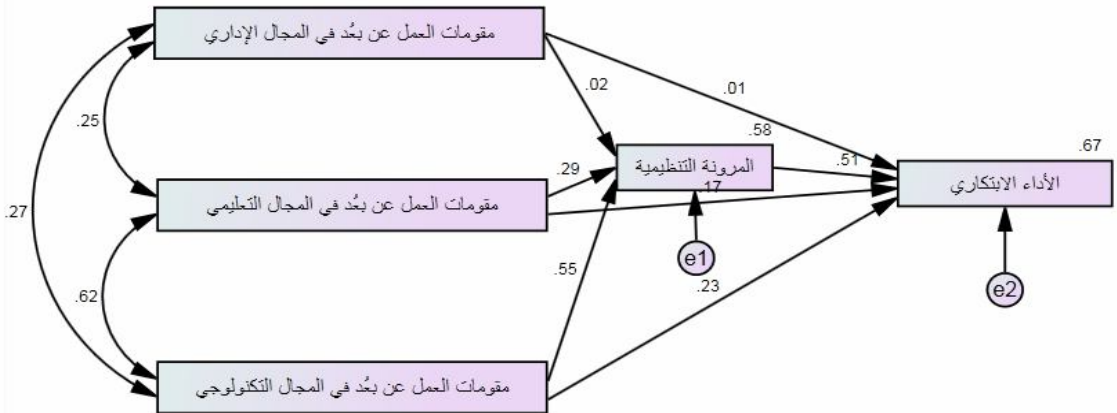 مقومات العمل عن بعُد في المجال الإداري
.02
.01
.25
.58
.67
المرونة التنظيمية
.51
.29
الأداء الابتكاري
.17
مقومات العمل عن بعُد في المجال التعليمي
.27
e1
.55
.23
e2
.62
مقومات العمل عن بعُد في المجال التكنولوجي